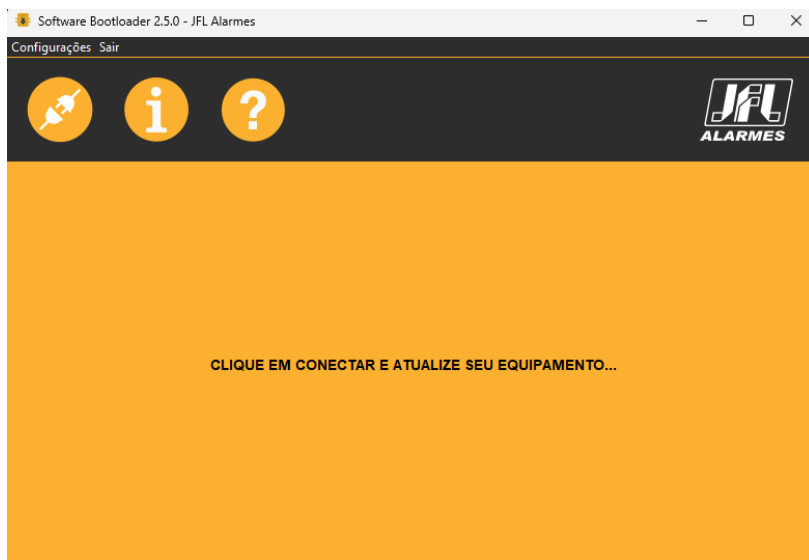 Software Bootloader 2.5.0 - JFL Alarmes
Configurações Sair
i ?
JFL
ALARMES
CLIQUE EM CONECTAR E ATUALIZE SEU EQUIPAMENTO...